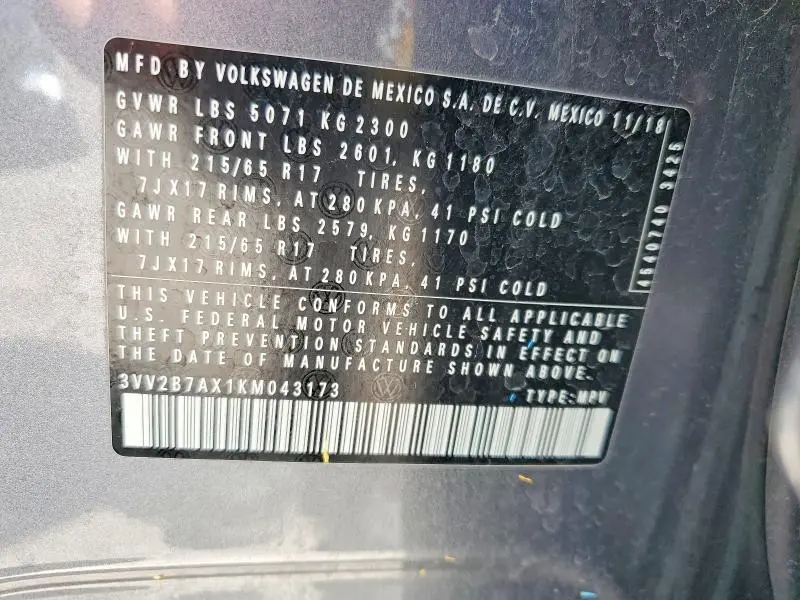 MFD BY VOLKSWAGEN DE MEXICO S.A. DE C.V. MEXICO 11/18
GVWR LBS 5071 KG 2300
GAWR FRONT LBS 2601, KG 1180
WITH 215/65 R17 TIRES,
7JX17 RIMS, AT 280 KPA, 41 PSI COLD
GAWR REAR LBS 2579, KG 1170
WITH 215/65 R17 TIRES,
7JX17 RIMS, AT 280 KPA, 41 PSI COLD
4540740 3425
THIS VEHICLE CONFORMS TO ALL APPLICABLE
U.S. FEDERAL MOTOR VEHICLE SAFETY AND
THEFT PREVENTION STANDARDS IN EFFECT ON
THE DATE OF MANUFACTURE SHOWN ABOVE.
3VV2B7AX1KM043173 TYPE:MPV